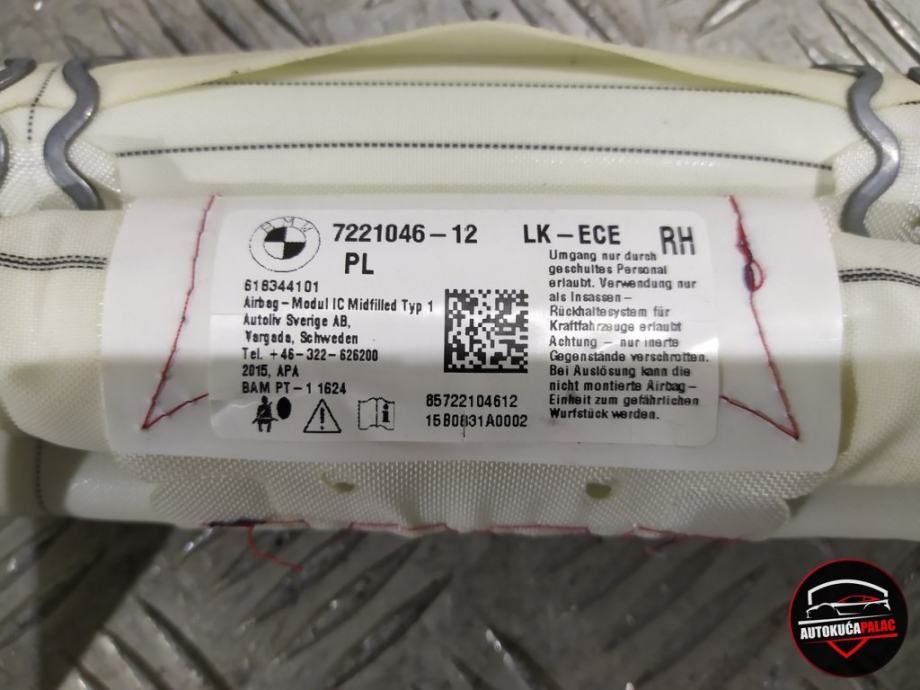 BMW
7221046-12 LK-ECE RH
PL
618344101
Airbag-Modul IC Midfilled Typ 1
Autoliv Sverige AB,
Vargada, Schweden
Tel. +46-322-626200
2015, APA
BAM PT-1 1624
85722104612
15B0831A0002
Umgang nur durch
geschultes Personal
erlaubt. Verwendung nur
als Insassen-
Rückhaltesystem für
Kraftfahrzeuge erlaubt
Achtung - nur inerte
Gegenstände verschrotten.
Bei Auslösung kann die
nicht montierte Airbag-
Einheit zum gefährlichen
Wurfstück werden.
AUTOKUĆAPALAC